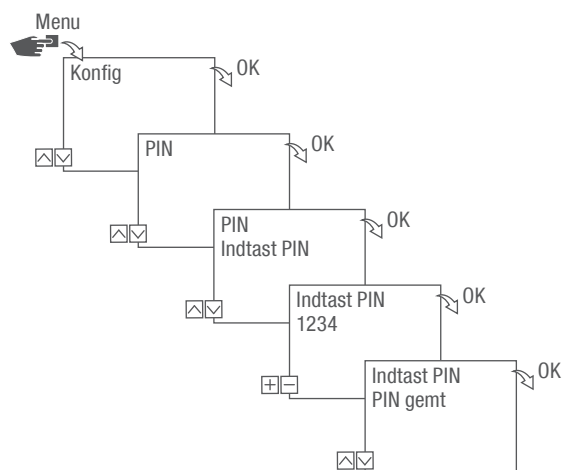 Menu
Konfig
OK
PIN
OK
PIN
Indtast PIN
OK
Indtast PIN
1234
OK
Indtast PIN
PIN gemt
OK